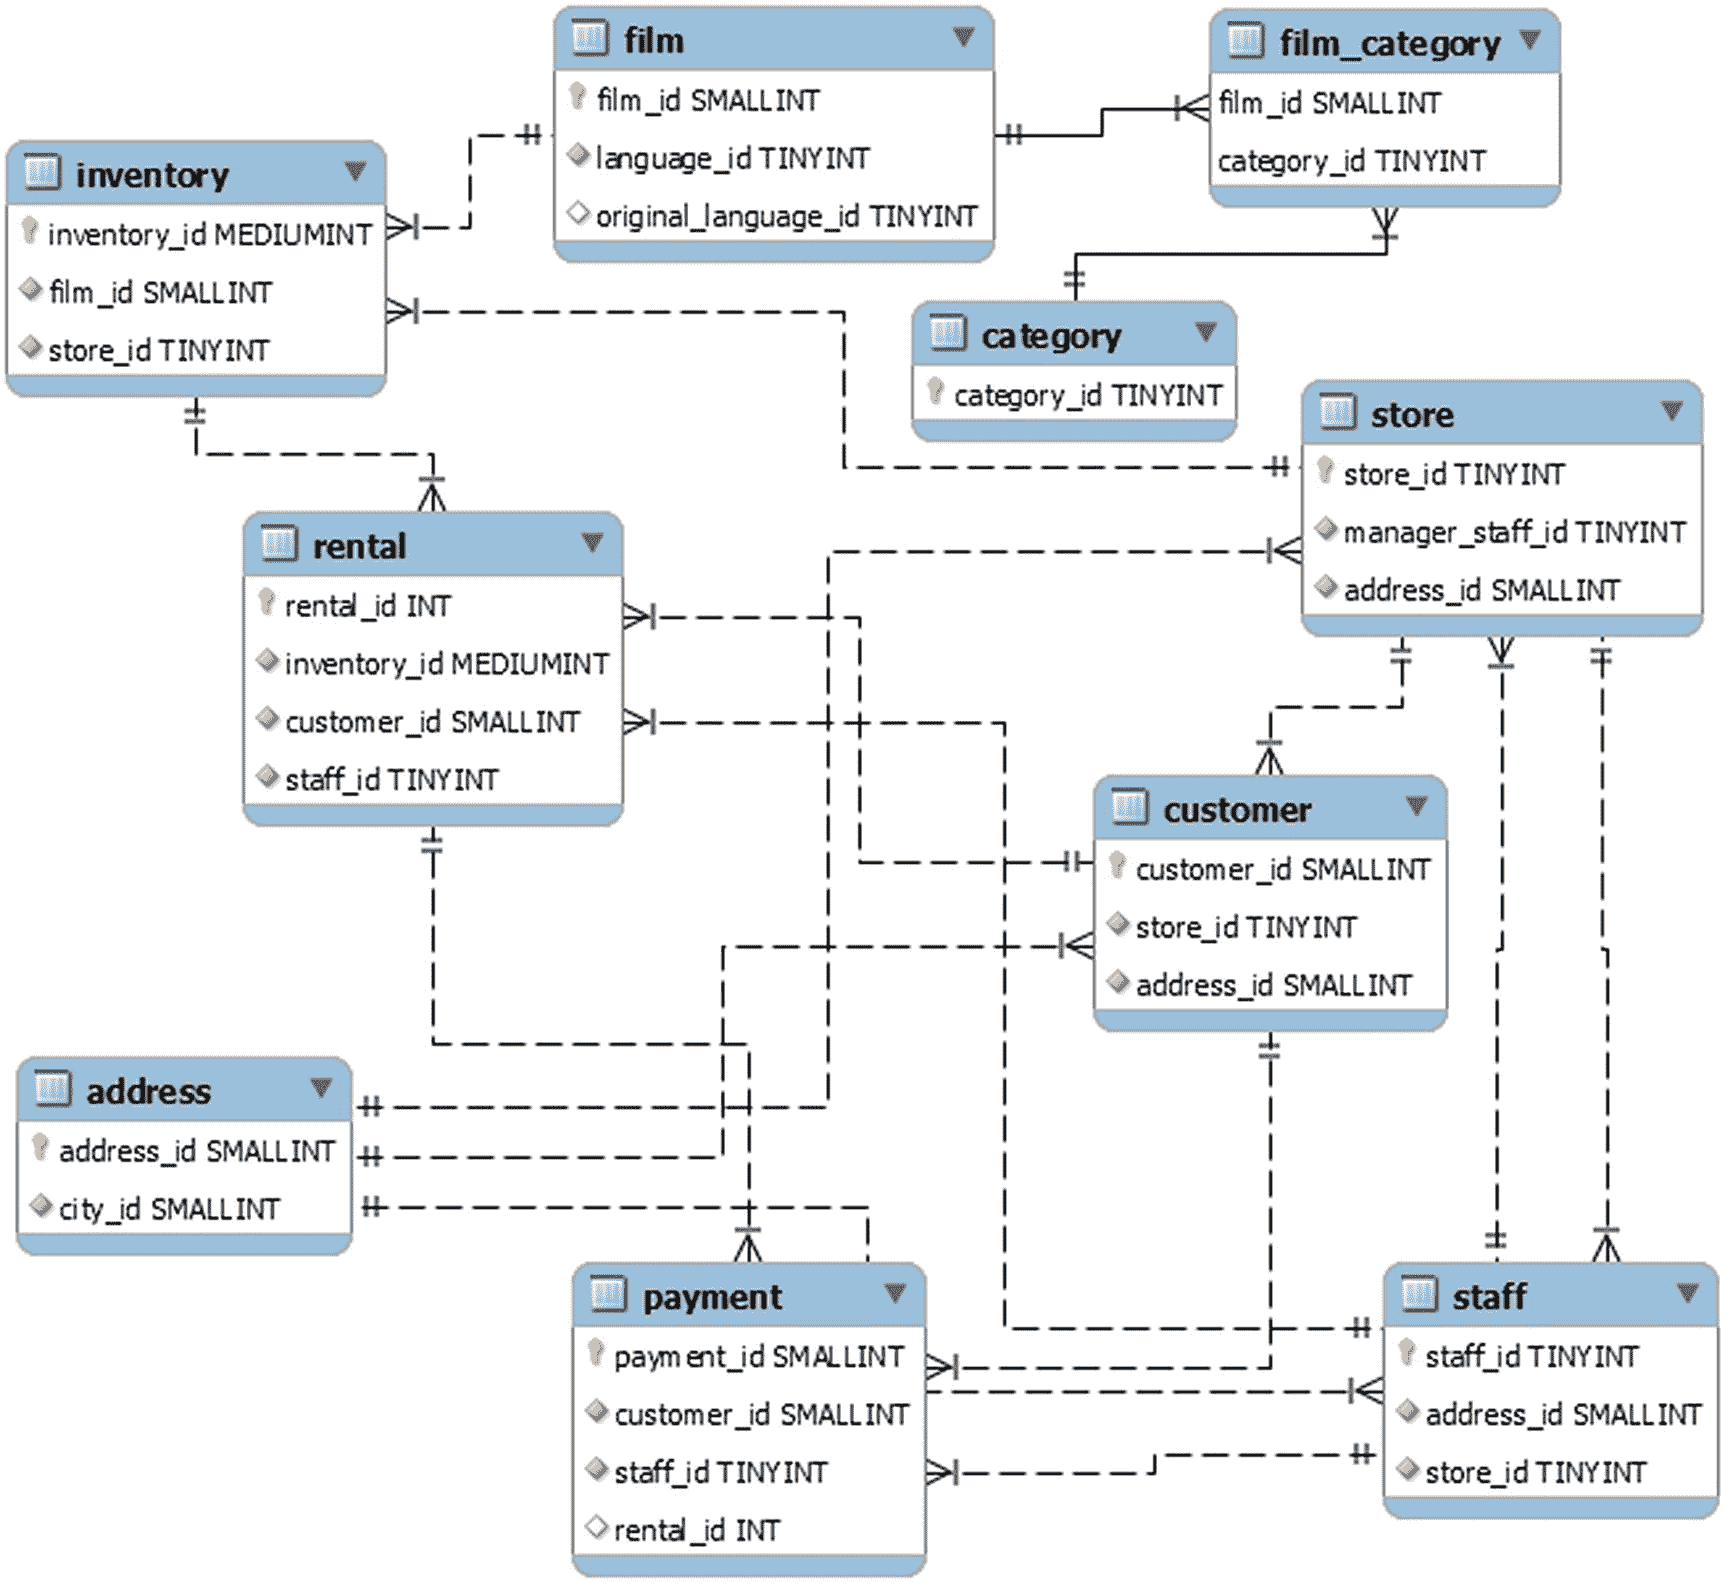 film
film_id SMALLINT
language_id TINYINT
original_language_id TINYINT
film_category
film_id SMALLINT
category_id TINYINT
inventory
inventory_id MEDIUMINT
film_id SMALLINT
store_id TINYINT
category
category_id TINYINT
store
store_id TINYINT
manager_staff_id TINYINT
address_id SMALLINT
rental
rental_id INT
inventory_id MEDIUMINT
customer_id SMALLINT
staff_id TINYINT
customer
customer_id SMALLINT
store_id TINYINT
address_id SMALLINT
address
address_id SMALLINT
city_id SMALLINT
payment
payment_id SMALLINT
customer_id SMALLINT
staff_id TINYINT
rental_id INT
staff
staff_id TINYINT
address_id SMALLINT
store_id TINYINT